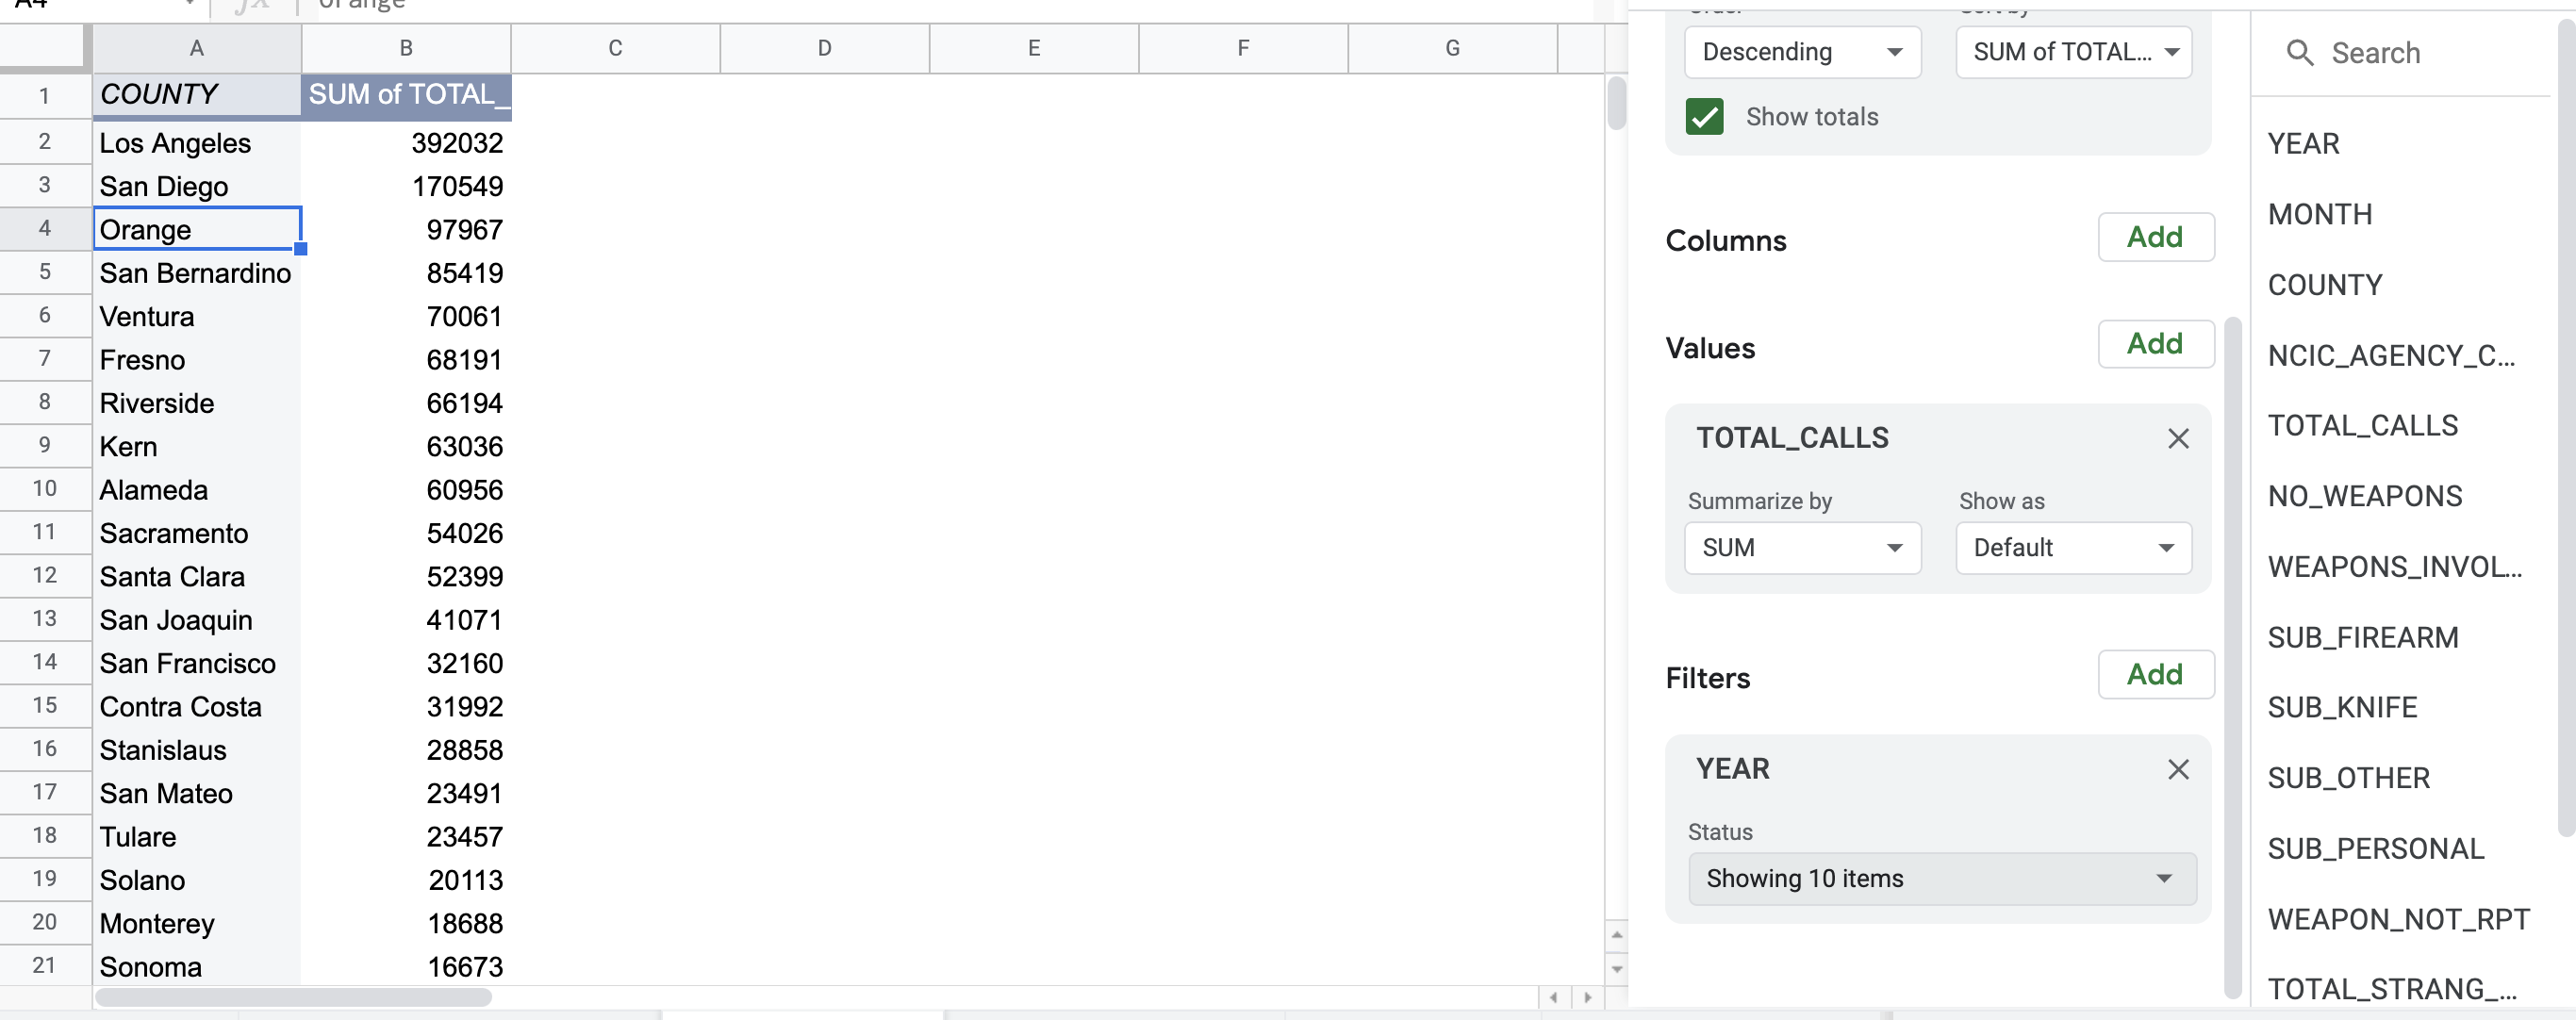 A4
fx
orange
A B C D E F G
1 COUNTY SUM of TOTAL_
2 Los Angeles 392032
3 San Diego 170549
4 Orange 97967
5 San Bernardino 85419
6 Ventura 70061
7 Fresno 68191
8 Riverside 66194
9 Kern 63036
10 Alameda 60956
11 Sacramento 54026
12 Santa Clara 52399
13 San Joaquin 41071
14 San Francisco 32160
15 Contra Costa 31992
16 Stanislaus 28858
17 San Mateo 23491
18 Tulare 23457
19 Solano 20113
20 Monterey 18688
21 Sonoma 16673
Order Sort by
Descending SUM of TOTAL...
Show totals
Columns Add
Values Add
TOTAL_CALLS
Summarize by Show as
SUM Default
Filters Add
YEAR
Status
Showing 10 items
Search
YEAR
MONTH
COUNTY
NCIC_AGENCY_C...
TOTAL_CALLS
NO_WEAPONS
WEAPONS_INVOL...
SUB_FIREARM
SUB_KNIFE
SUB_OTHER
SUB_PERSONAL
WEAPON_NOT_RPT
TOTAL_STRANG_...